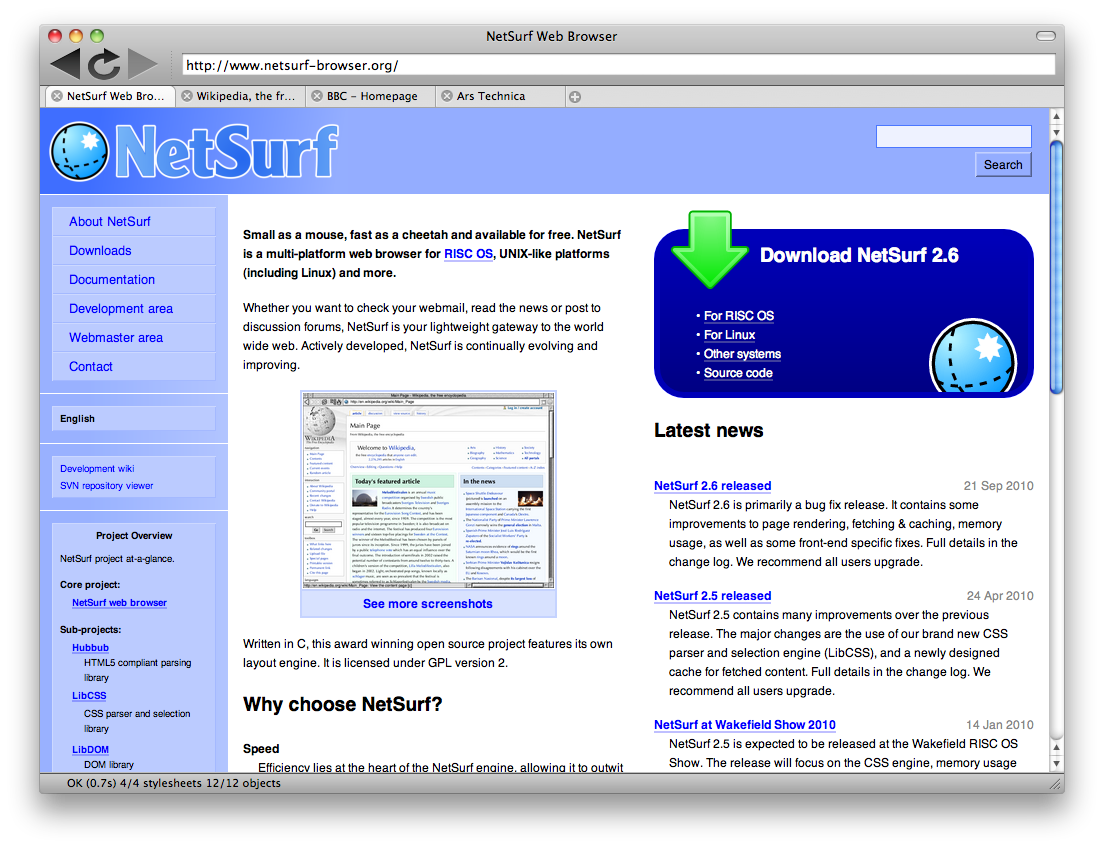 NetSurf Web Browser
http://www.netsurf-browser.org/
NetSurf Web Bro...
Wikipedia, the fr...
BBC – Homepage
Ars Technica
NetSurf
Search
About NetSurf
Downloads
Documentation
Development area
Webmaster area
Contact
English
Development wiki
SVN repository viewer
Project Overview
NetSurf project at-a-glance.
Core project:
NetSurf web browser
Sub-projects:
Hubbub
HTML5 compliant parsing
library
LibCSS
CSS parser and selection
library
LibDOM
DOM library
Small as a mouse, fast as a cheetah and available for free. NetSurf
is a multi-platform web browser for RISC OS, UNIX-like platforms
(including Linux) and more.
Whether you want to check your webmail, read the news or post to
discussion forums, NetSurf is your lightweight gateway to the world
wide web. Actively developed, NetSurf is continually evolving and
improving.
Main Page
Welcome to Wikipedia,
Today's featured article
In the news
See more screenshots
Written in C, this award winning open source project features its own
layout engine. It is licensed under GPL version 2.
Why choose NetSurf?
Speed
Efficiency lies at the heart of the NetSurf engine, allowing it to outwit
Download NetSurf 2.6
• For RISC OS
• For Linux
• Other systems
• Source code
Latest news
NetSurf 2.6 released 21 Sep 2010
NetSurf 2.6 is primarily a bug fix release. It contains some
improvements to page rendering, fetching & caching, memory
usage, as well as some front-end specific fixes. Full details in the
change log. We recommend all users upgrade.
NetSurf 2.5 released 24 Apr 2010
NetSurf 2.5 contains many improvements over the previous
release. The major changes are the use of our brand new CSS
parser and selection engine (LibCSS), and a newly designed
cache for fetched content. Full details in the change log. We
recommend all users upgrade.
NetSurf at Wakefield Show 2010 14 Jan 2010
NetSurf 2.5 is expected to be released at the Wakefield RISC OS
Show. The release will focus on the CSS engine, memory usage
OK (0.7s) 4/4 stylesheets 12/12 objects